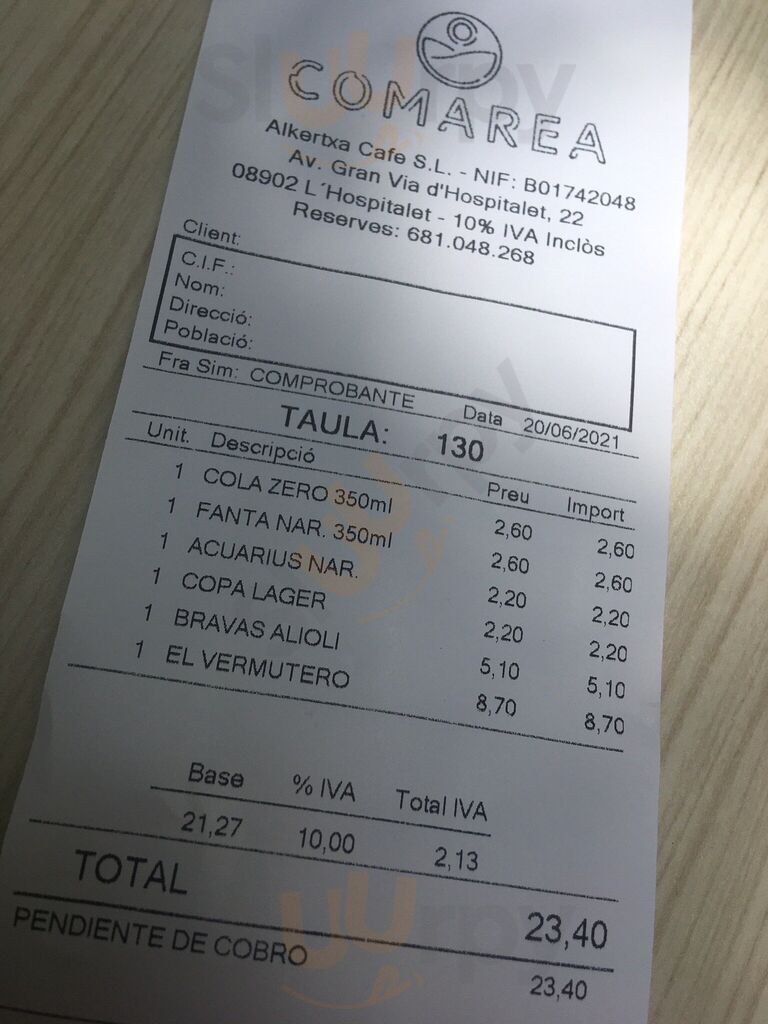 COMAREA
Alkertxa Cafe S.L. - NIF: B01742048
Av. Gran Via d'Hospitalet, 22
08902 L´Hospitalet - 10% IVA Inclòs
Reserves: 681.048.268
Client:
C.I.F.:
Nom:
Direcció:
Població:
Fra Sim: COMPROBANTE Data 20/06/2021
TAULA: 130
Unit. Descripció Preu Import
1 COLA ZERO 350ml 2,60 2,60
1 FANTA NAR. 350ml 2,60 2,60
1 ACUARIUS NAR. 2,20 2,20
1 COPA LAGER 2,20 2,20
1 BRAVAS ALIOLI 5,10 5,10
1 EL VERMUTERO 8,70 8,70
Base % IVA Total IVA
21,27 10,00 2,13
TOTAL 23,40
PENDIENTE DE COBRO 23,40
Sluurpy
uurpy
uurpy